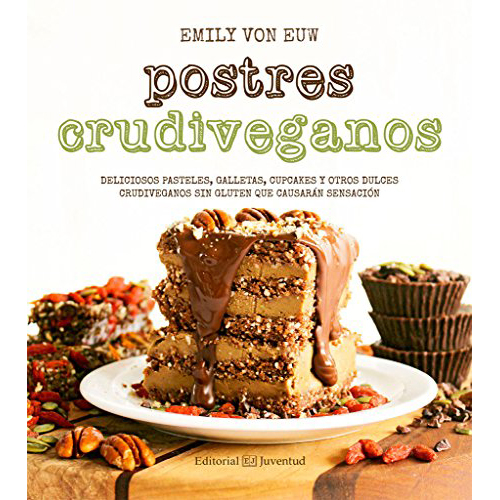 EMILY VON EUW
postres
crudiveganos
DELICIOSOS PASTELES, GALLETAS, CUPCAKES Y OTROS DULCES
CRUDIVEGANOS SIN GLUTEN QUE CAUSARÁN SENSACIÓN
Editorial EJ Juventud